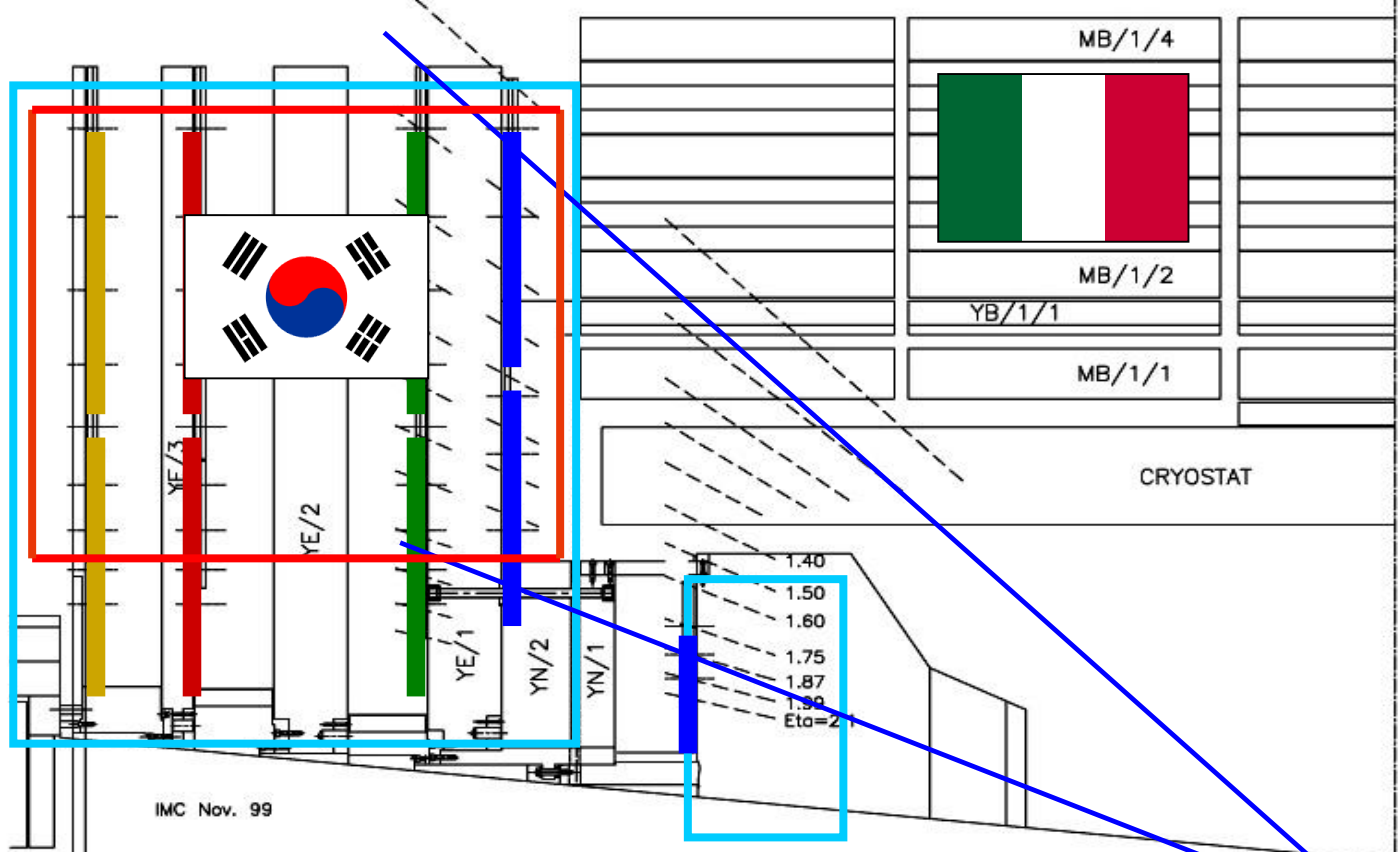 MB/1/4
MB/1/2
YB/1/1
MB/1/1
CRYOSTAT
YE/3
YE/2
YE/1
YN/2
YN/1
1.40
1.50
1.60
1.75
1.87
1.99
Eta=2.1
IMC Nov. 99